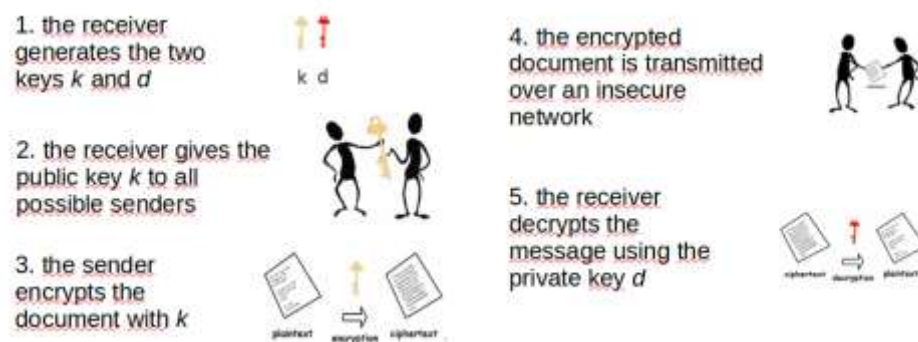 1. the receiver
generates the two
keys k and d
k d
2. the receiver gives the
public key k to all
possible senders
3. the sender
encrypts the
document with k
plaintext encryption ciphertext
4. the encrypted
document is transmitted
over an insecure
network
5. the receiver
decrypts the
message using the
private key d
ciphertext decryption plaintext